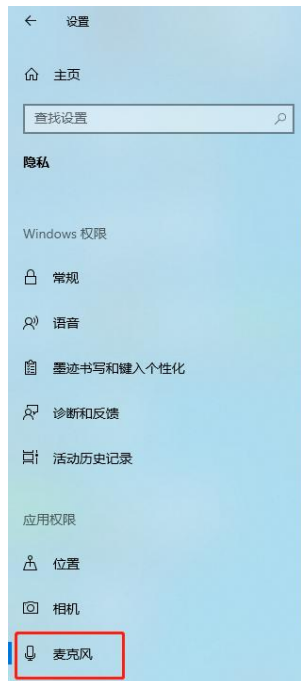 设置
主页
查找设置
隐私
Windows 权限
常规
语音
墨迹书写和键入个性化
诊断和反馈
活动历史记录
应用权限
位置
相机
麦克风